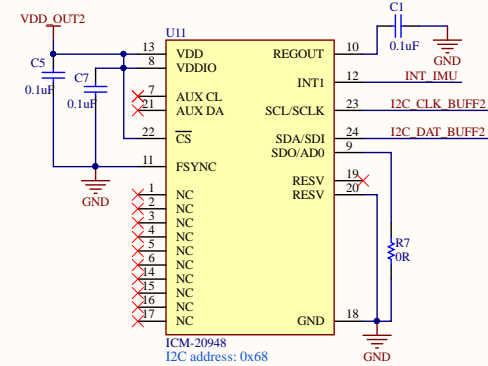 VDD_OUT2
C5
0.1uF
C7
0.1uF
GND
U11
13 VDD
8 VDDIO
7 AUX CL
21 AUX DA
22 CS
11 FSYNC
1 NC
2 NC
3 NC
4 NC
5 NC
6 NC
14 NC
15 NC
16 NC
17 NC
REGOUT 10
INT1 12 INT_IMU
SCL/SCLK 23 I2C_CLK_BUFF2
SDA/SDI 24 I2C_DAT_BUFF2
SDO/AD0 9
RESV 19
RESV 20
GND 18
C1
0.1uF
GND
R7
0R
GND
ICM-20948
I2C address: 0x68